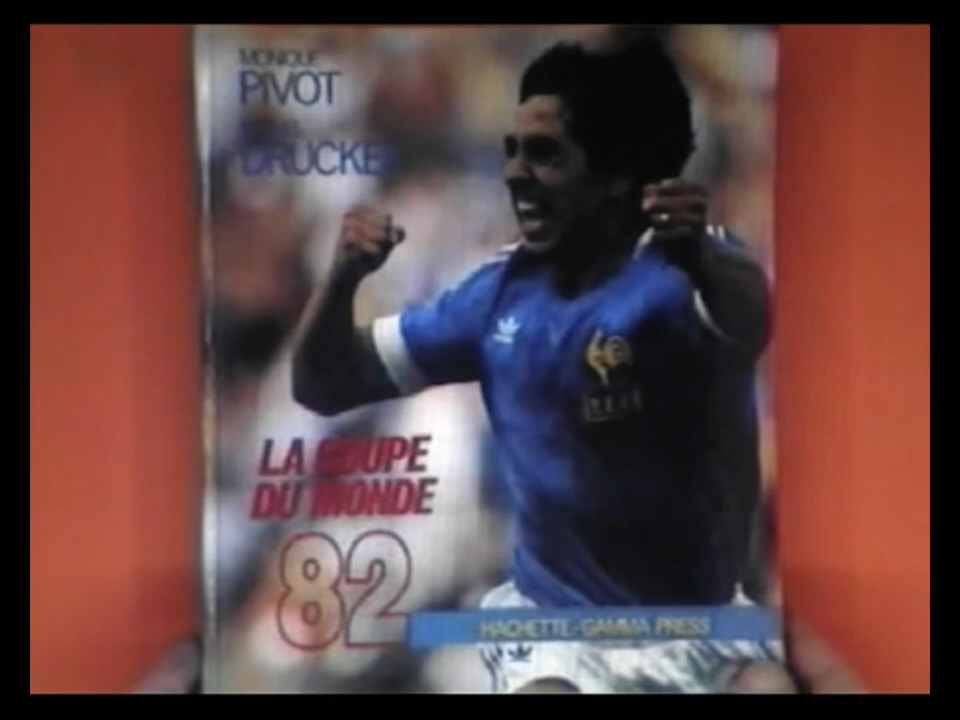 MONIQUE
PIVOT
DRUCKER
LA COUPE
DU MONDE
82
HACHETTE/GAMMA PRESS
F.F.F